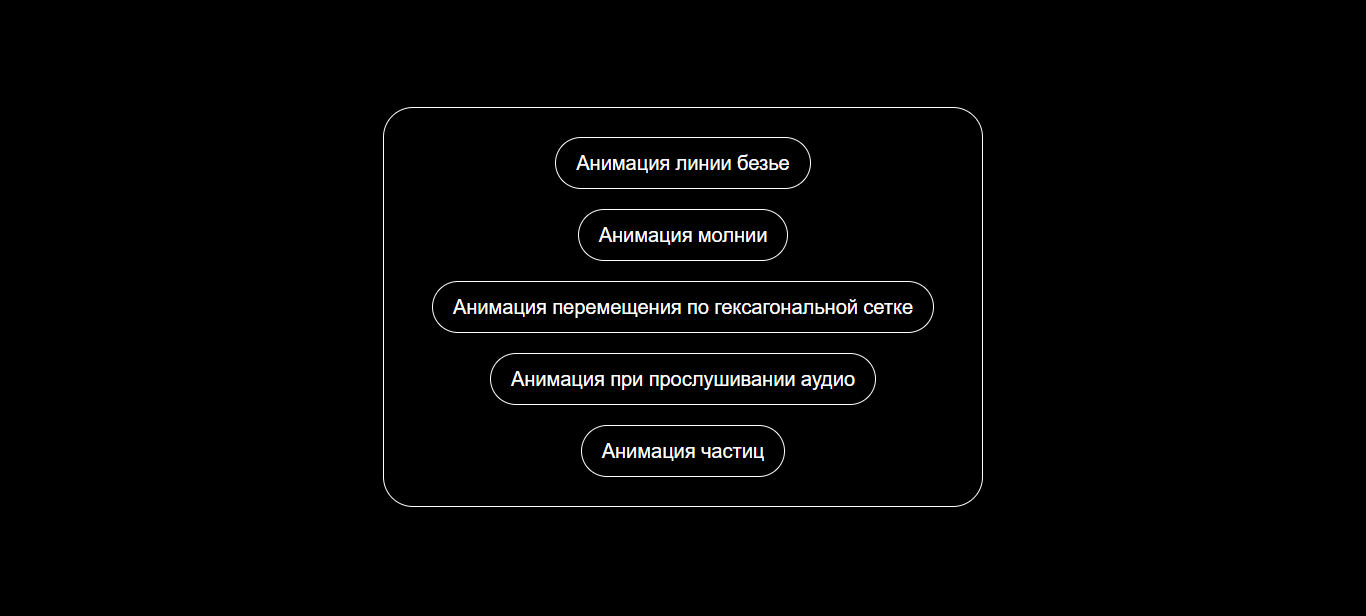 Анимация линии безье
Анимация молнии
Анимация перемещения по гексагональной сетке
Анимация при прослушивании аудио
Анимация частиц